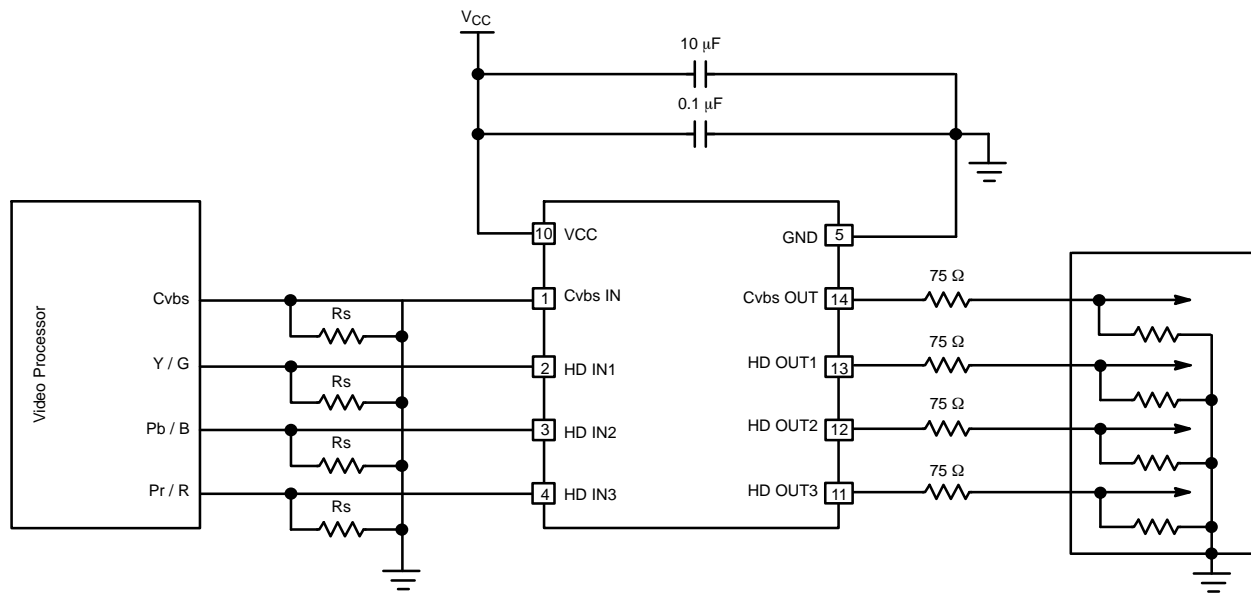 VCC
10 μF
0.1 μF
10 VCC
GND 5
75 Ω
Cvbs
1 Cvbs IN
Cvbs OUT 14
Rs
75 Ω
Y / G
2 HD IN1
HD OUT1 13
Rs
75 Ω
Video Processor
Pb / B
3 HD IN2
HD OUT2 12
Rs
75 Ω
Pr / R
4 HD IN3
HD OUT3 11
Rs